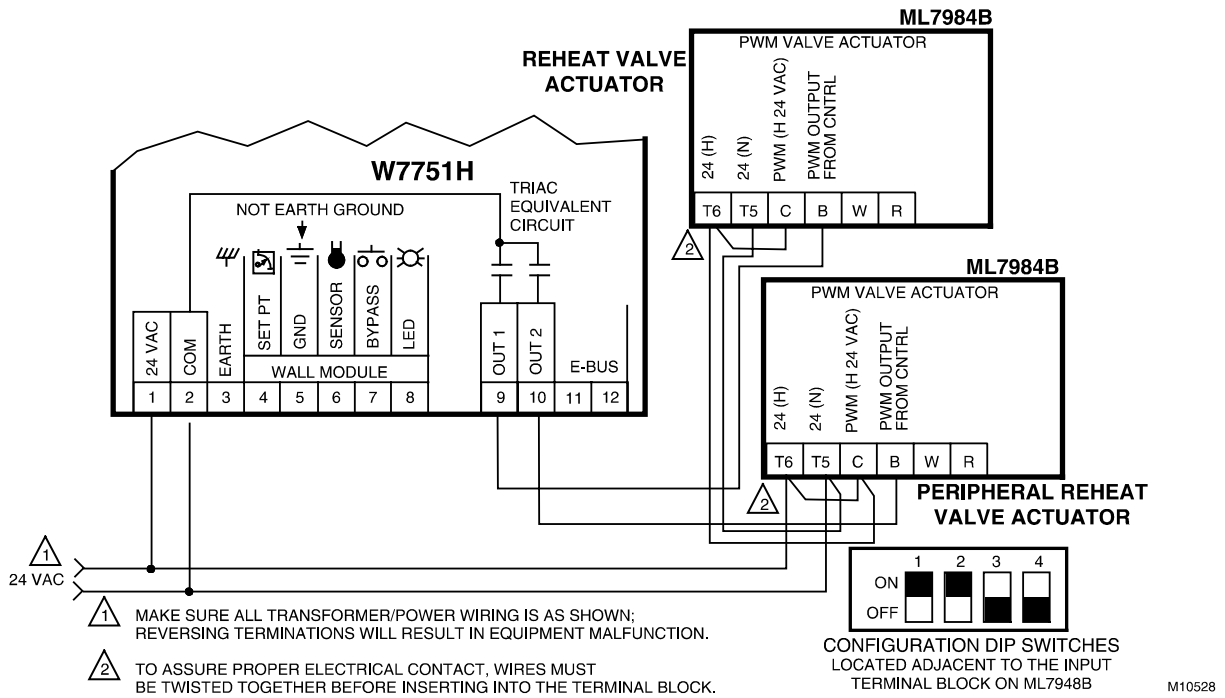 ML7984B
PWM VALVE ACTUATOR
REHEAT VALVE
ACTUATOR
24 (H)
24 (N)
PWM (H 24 VAC)
PWM OUTPUT
FROM CNTRL
T6 T5 C B W R
2
W7751H
TRIAC
EQUIVALENT
CIRCUIT
NOT EARTH GROUND
24 VAC
COM
EARTH
SET PT
GND
SENSOR
BYPASS
LED
WALL MODULE
OUT 1
OUT 2
E-BUS
1 2 3 4 5 6 7 8 9 10 11 12
ML7984B
PWM VALVE ACTUATOR
24 (H)
24 (N)
PWM (H 24 VAC)
PWM OUTPUT
FROM CNTRL
T6 T5 C B W R
2
PERIPHERAL REHEAT
VALVE ACTUATOR
1
24 VAC
1 2 3 4
ON
OFF
CONFIGURATION DIP SWITCHES
LOCATED ADJACENT TO THE INPUT
TERMINAL BLOCK ON ML7948B
1 MAKE SURE ALL TRANSFORMER/POWER WIRING IS AS SHOWN;
REVERSING TERMINATIONS WILL RESULT IN EQUIPMENT MALFUNCTION.
2 TO ASSURE PROPER ELECTRICAL CONTACT, WIRES MUST
BE TWISTED TOGETHER BEFORE INSERTING INTO THE TERMINAL BLOCK.
M10528